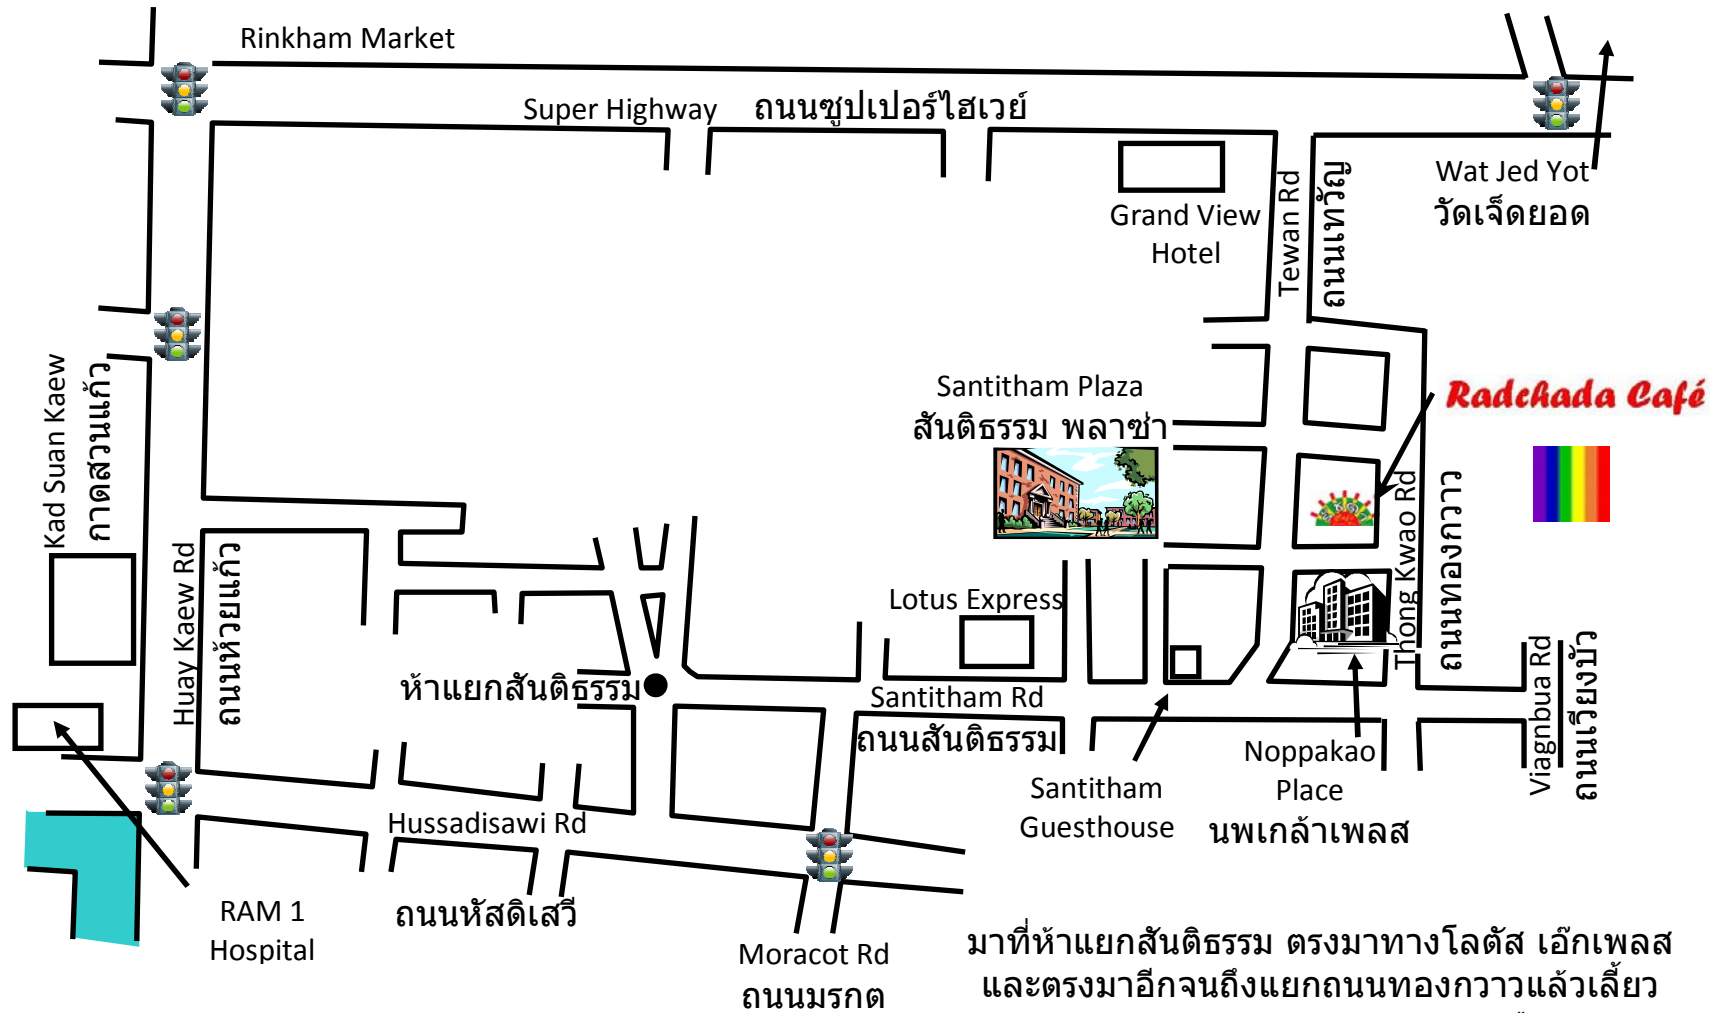 Rinkham Market
Super Highway ถนนซูปเปอร์ไฮเวย์
Wat Jed Yot
วัดเจ็ดยอด
Grand View
Hotel
Tewan Rd
ถนนเทวัญ
Santitham Plaza
สันติธรรม พลาซ่า
Radchada Café
Kad Suan Kaew
กาดสวนแก้ว
Huay Kaew Rd
ถนนห้วยแก้ว
Lotus Express
Thong Kwao Rd
ถนนทองกวาว
Viagnbua Rd
ถนนเวียงบัว
ห้าแยกสันติธรรม
Santitham Rd
ถนนสันติธรรม
Santitham
Guesthouse
Noppakao
Place
นพเกล้าเพลส
Hussadisawi Rd
ถนนหัสดิเสวี
RAM 1
Hospital
Moracot Rd
ถนนมรกต
มาที่ห้าแยกสันติธรรม ตรงมาทางโลตัส เอ๊กเพลส
และตรงมาอีกจนถึงแยกถนนทองกวาวแล้วเลี้ยว